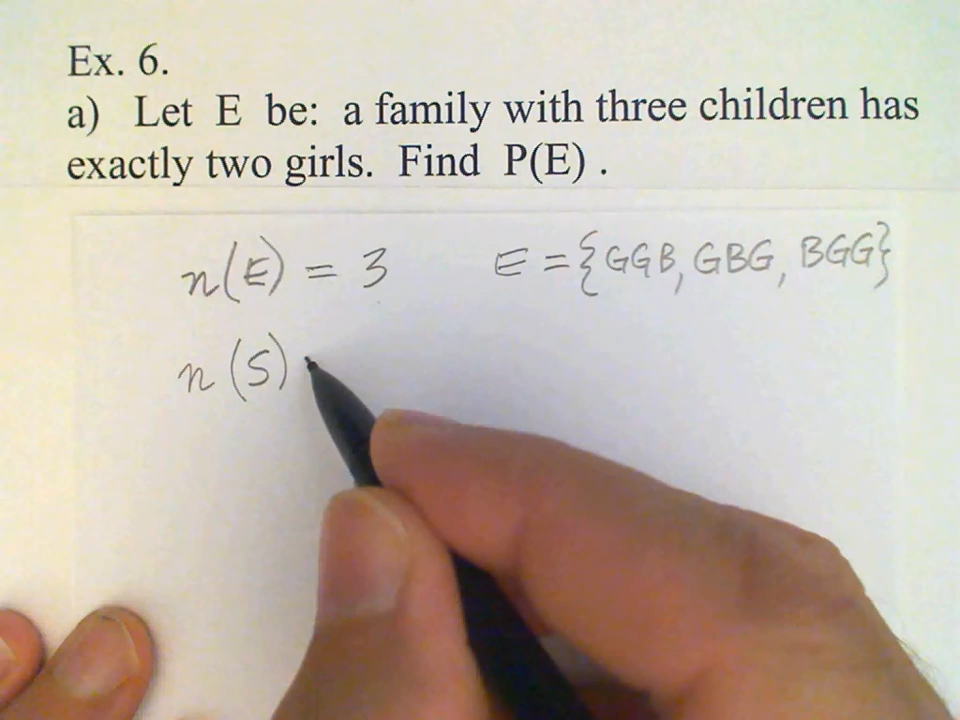 Ex. 6.
a) Let E be: a family with three children has
exactly two girls. Find P(E) .
n(E) = 3 E = {GGB, GBG, BGG}
n(S)